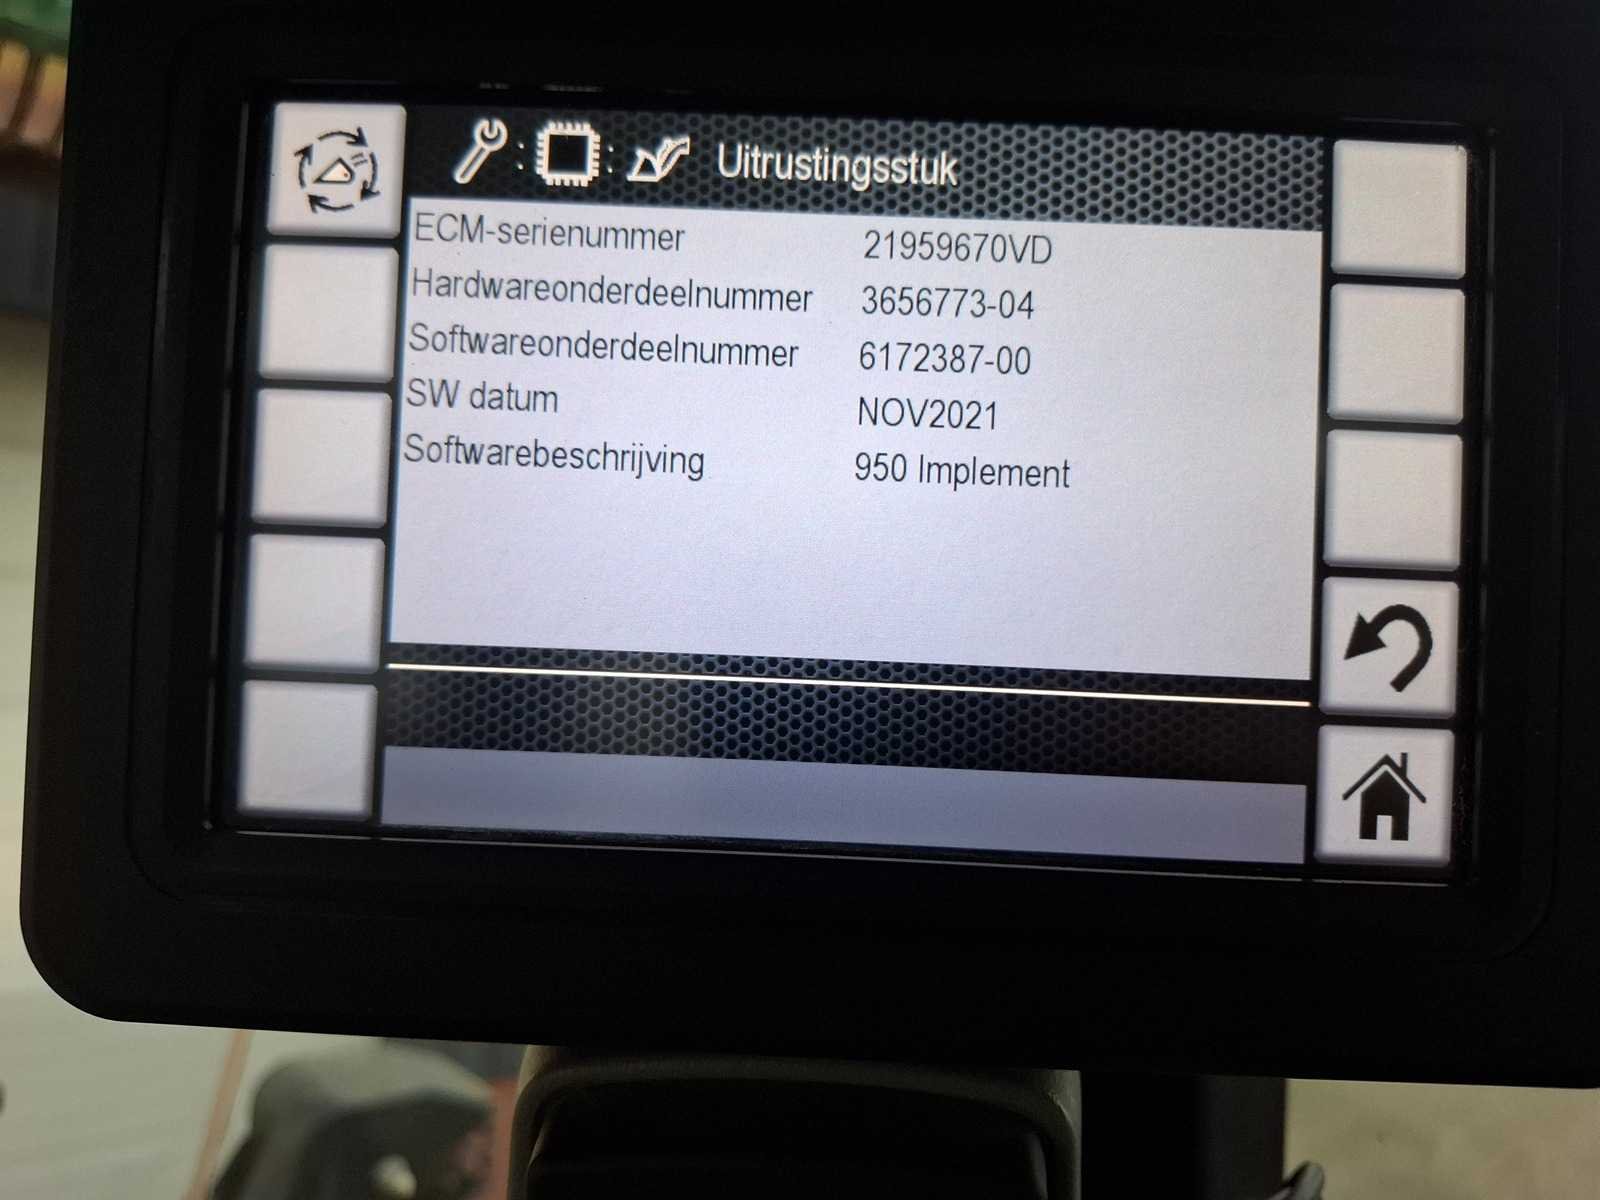 Uitrustingsstuk
ECM-serienummer 21959670VD
Hardwareonderdeelnummer 3656773-04
Softwareonderdeelnummer 6172387-00
SW datum NOV2021
Softwarebeschrijving 950 Implement